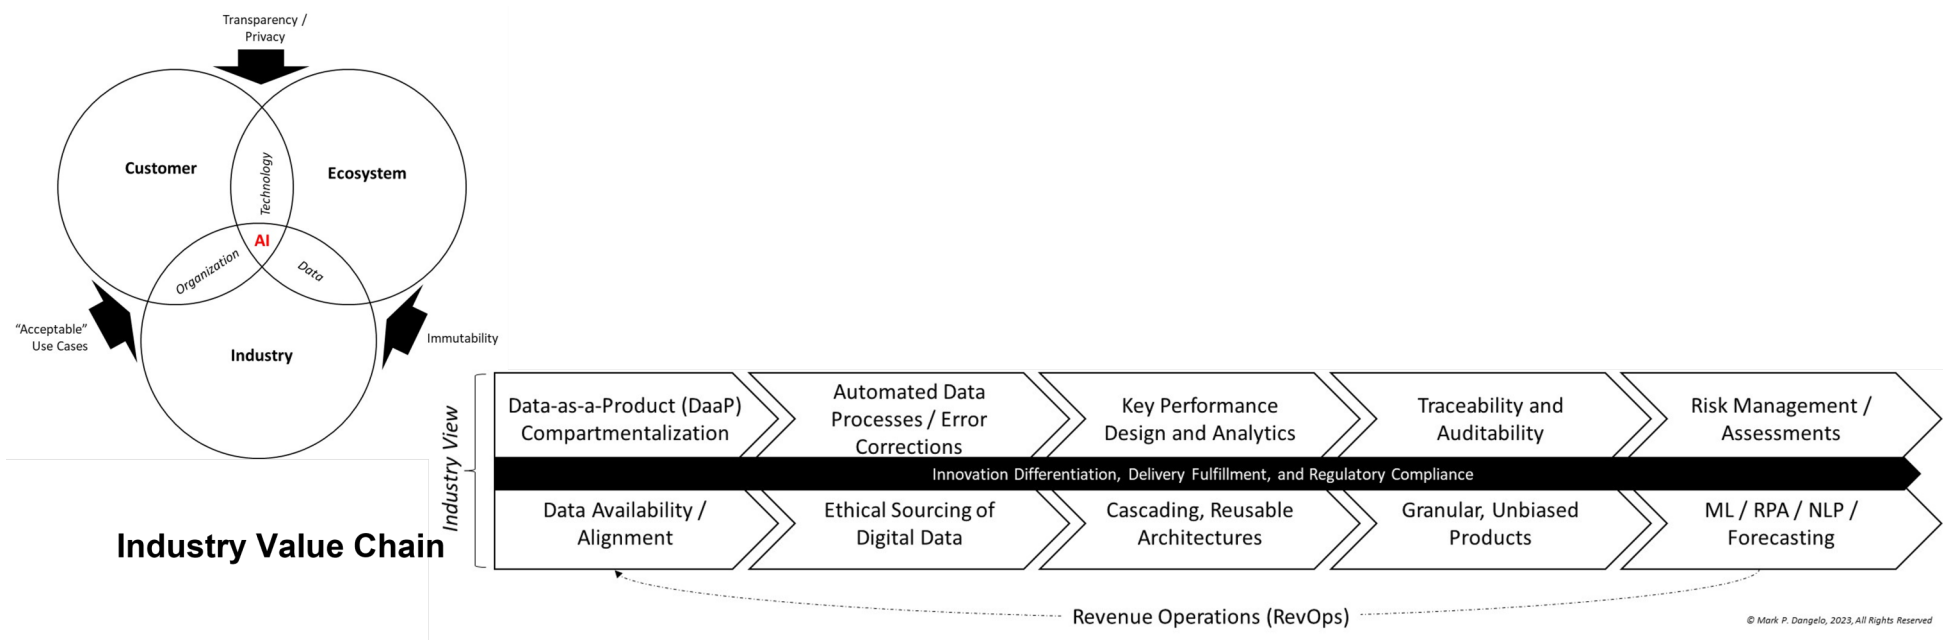 Transparency /
Privacy
Customer
Ecosystem
Technology
AI
Organization
Data
“Acceptable”
Use Cases
Immutability
Industry
Industry Value Chain
Industry View
Data-as-a-Product (DaaP)
Compartmentalization
Automated Data
Processes / Error
Corrections
Key Performance
Design and Analytics
Traceability and
Auditability
Risk Management /
Assessments
Innovation Differentiation, Delivery Fulfillment, and Regulatory Compliance
Data Availability /
Alignment
Ethical Sourcing of
Digital Data
Cascading, Reusable
Architectures
Granular, Unbiased
Products
ML / RPA / NLP /
Forecasting
Revenue Operations (RevOps)
© Mark P. Dangelo, 2023, All Rights Reserved